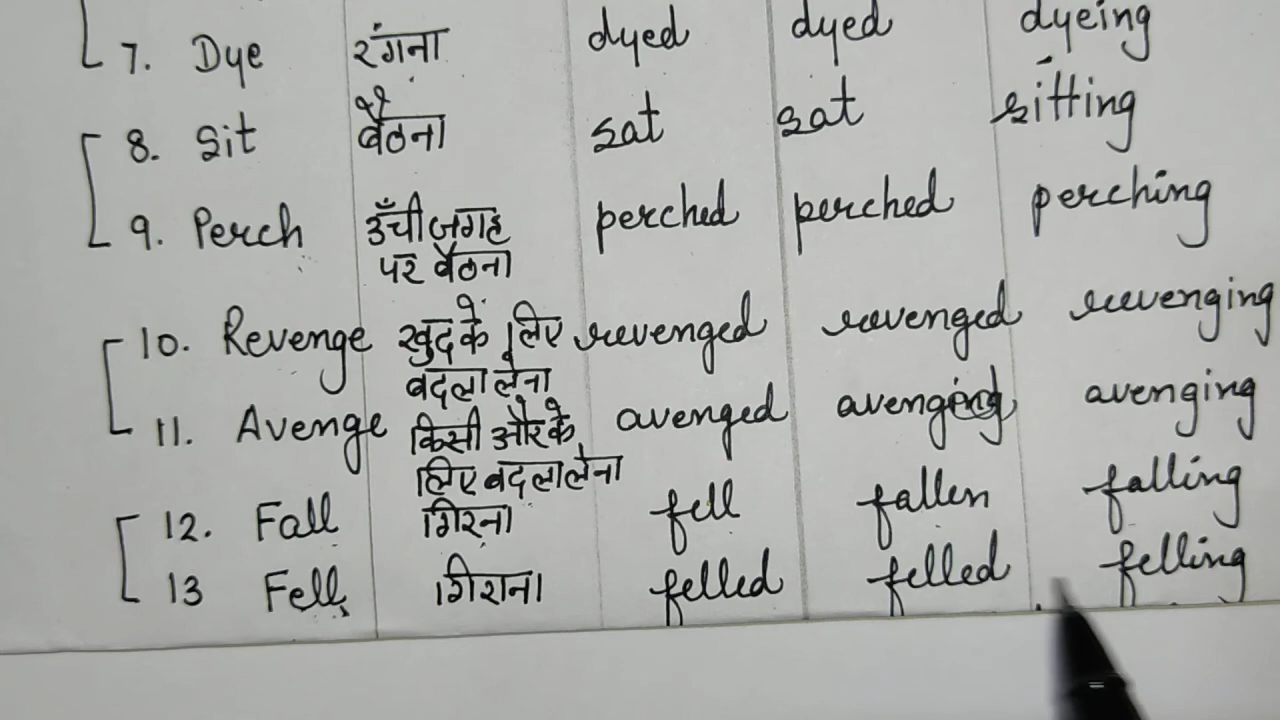 7. Dye रंगना dyed dyed dyeing
8. Sit बैठना sat sat sitting
9. Perch ऊँची जगह perched perched perching
पर बैठना
10. Revenge खुद के लिए revenged revenged revenging
बदला लेना
11. Avenge किसी और के avenged avenged avenging
लिए बदला लेना
12. Fall गिरना fell fallen falling
13 Fell गिराना felled felled felling